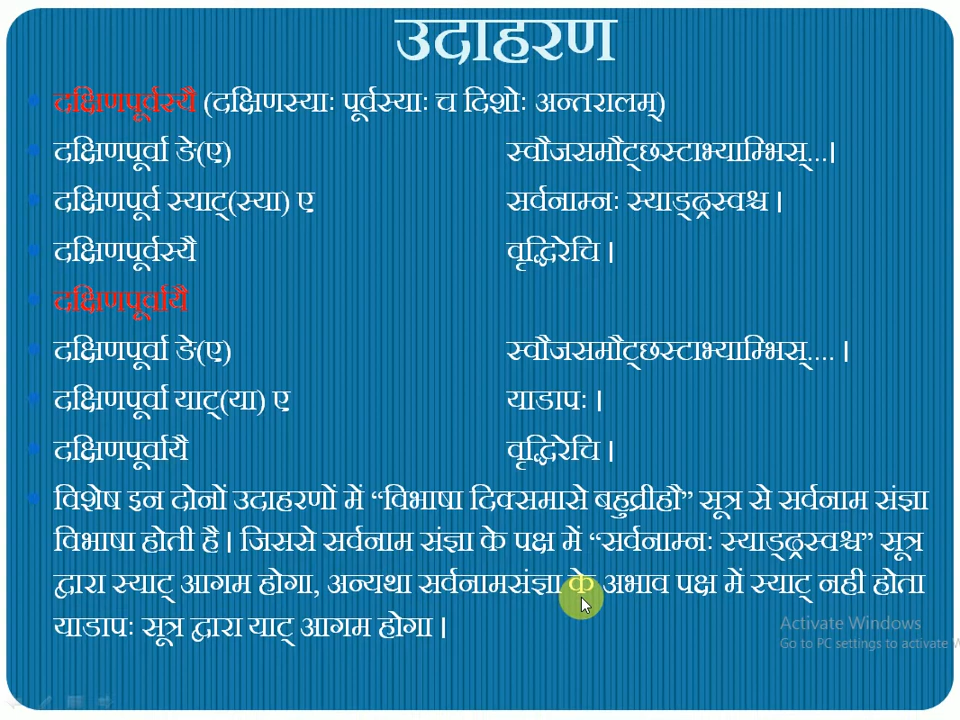 उदाहरण
दक्षिणपूर्वस्यै (दक्षिणस्याः पूर्वस्याः च दिशोः अन्तरालम्)
दक्षिणपूर्वा ङे(ए) स्वौजसमौट्छस्टाभ्याम्भिस्...।
दक्षिणपूर्व स्याट्(स्या) ए सर्वनाम्नः स्याड्ढ्रस्वश्च ।
दक्षिणपूर्वस्यै वृद्धिरेचि ।
दक्षिणपूर्वायै
दक्षिणपूर्वा ङे(ए) स्वौजसमौट्छस्टाभ्याम्भिस्.... ।
दक्षिणपूर्वा याट्(या) ए याडापः ।
दक्षिणपूर्वायै वृद्धिरेचि ।
विशेष इन दोनों उदाहरणों में “विभाषा दिक्समासे बहुव्रीहौ” सूत्र से सर्वनाम संज्ञा
विभाषा होती है । जिससे सर्वनाम संज्ञा के पक्ष में “सर्वनाम्नः स्याड्ढ्रस्वश्च” सूत्र
द्वारा स्याट् आगम होगा, अन्यथा सर्वनामसंज्ञा के अभाव पक्ष में स्याट् नही होता
याडापः सूत्र द्वारा याट् आगम होगा ।
Activate Windows
Go to PC settings to activate W